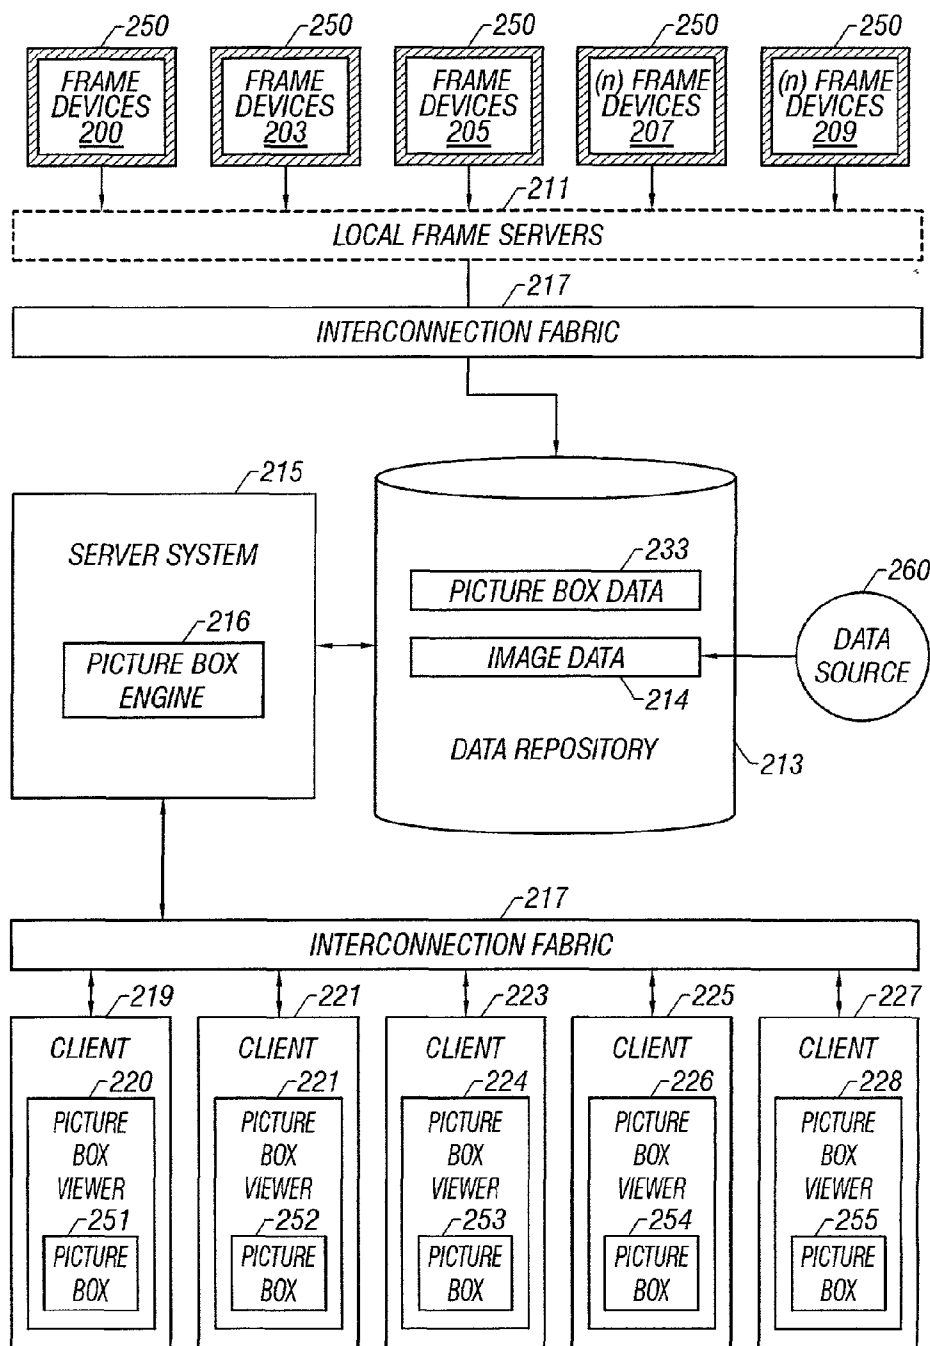 250 250 250 250 250
FRAME DEVICES 200
FRAME DEVICES 203
FRAME DEVICES 205
(n) FRAME DEVICES 207
(n) FRAME DEVICES 209
211
LOCAL FRAME SERVERS
217
INTERCONNECTION FABRIC
215
SERVER SYSTEM
216
PICTURE BOX
ENGINE
233
PICTURE BOX DATA
IMAGE DATA
214
DATA REPOSITORY
213
260
DATA
SOURCE
217
INTERCONNECTION FABRIC
219
CLIENT
220
PICTURE
BOX
VIEWER
251
PICTURE
BOX
221
CLIENT
221
PICTURE
BOX
VIEWER
252
PICTURE
BOX
223
CLIENT
224
PICTURE
BOX
VIEWER
253
PICTURE
BOX
225
CLIENT
226
PICTURE
BOX
VIEWER
254
PICTURE
BOX
227
CLIENT
228
PICTURE
BOX
VIEWER
255
PICTURE
BOX